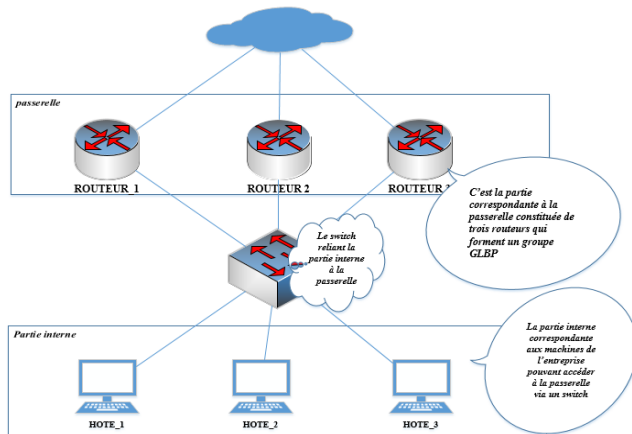 passerelle
ROUTEUR_1
ROUTEUR 2
ROUTEUR
C'est la partie
correspondante à la
passerelle constituée de
trois routeurs qui
forment un groupe
GLBP
Le switch
reliant la
partie interne
à la
passerelle
Partie interne
La partie interne
correspondante
aux machines de
l'entreprise
pouvant accéder
à la passerelle
via un switch
HOTE_1
HOTE_2
HOTE_3